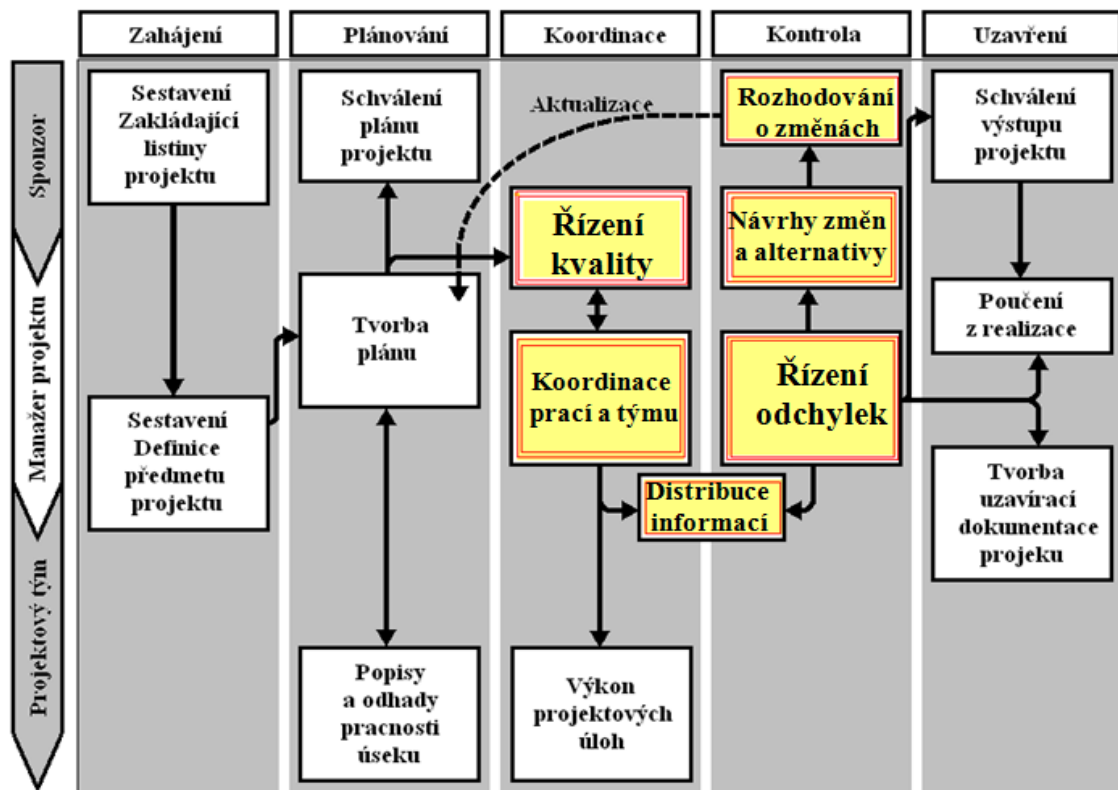 Zahájení
Plánování
Koordinace
Kontrola
Uzavření
Sponzor
Manažer projektu
Projektový tým
Sestavení
Zakládající
listiny
projektu
Sestavení
Definice
předmetu
projektu
Schválení
plánu
projektu
Tvorba
plánu
Popisy
a odhady
pracnosti
úseku
Aktualizace
Řízení
kvality
Koordinace
prací a týmu
Distribuce
informací
Výkon
projektových
úloh
Rozhodování
o změnách
Návrhy změn
a alternativy
Řízení
odchylek
Schválení
výstupu
projektu
Poučení
z realizace
Tvorba
uzavírací
dokumentace
projeku